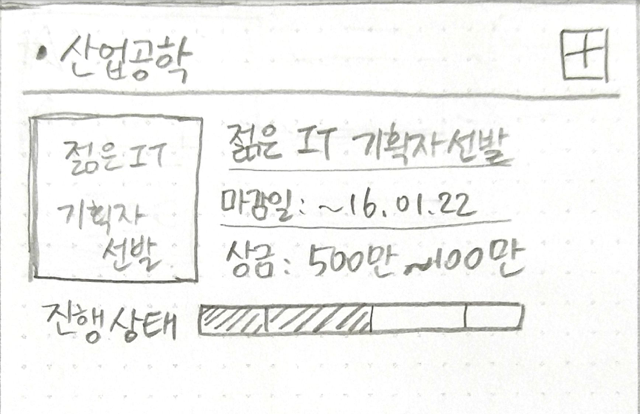 • 산업공학
젊은 IT
기획자
선발
젊은 IT 기획자선발
마감일: ~16.01.22
상금: 500만~100만
진행상태